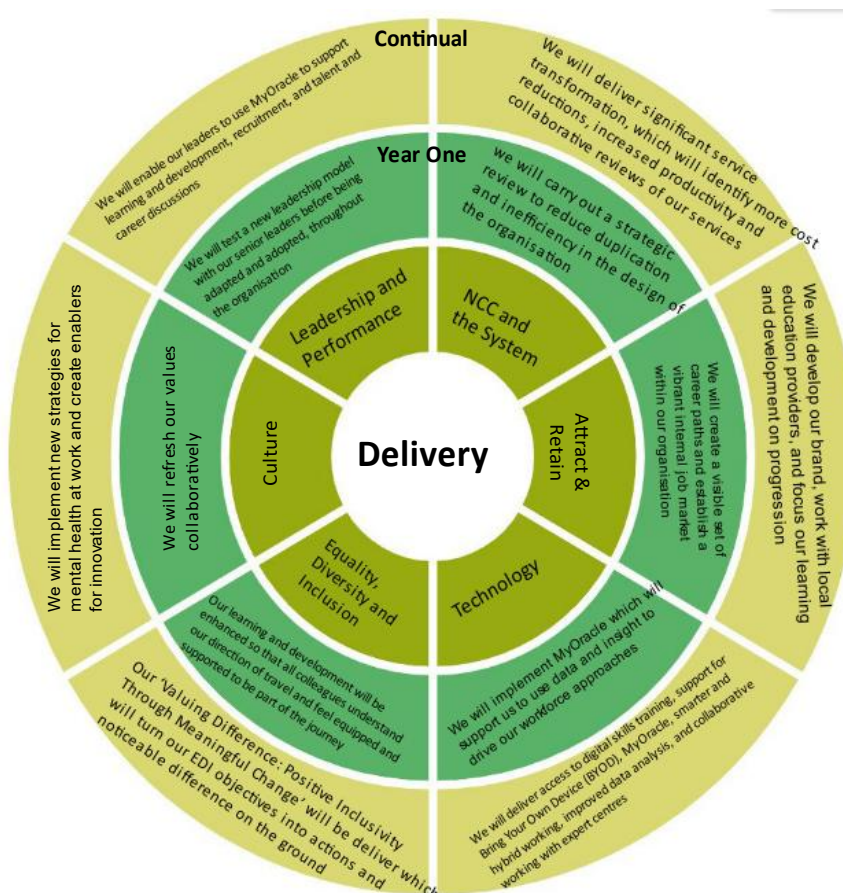 Continual
We will deliver significant service
transformation, which will identify more cost
reductions, increased productivity and
collaborative reviews of our services
We will develop our brand, work with local
education providers, and focus our learning
and development on progression
We will deliver access to digital skills training, support for
Bring Your Own Device (BYOD), MyOracle, smarter and
hybrid working, improved data analysis, and collaborative
working with expert centres
Our 'Valuing Difference: Positive Inclusivity
Through Meaningful Change' will be deliver which
will turn our EDI objectives into actions and
noticeable difference on the ground
We will implement new strategies for
mental health at work and create enablers
for innovation
We will enable our leaders to use MyOracle to support
learning and development, recruitment, and talent and
career discussions
Year One
we will carry out a strategic
review to reduce duplication
and inefficiency in the design of
the organisation
We will create a visible set of
career paths and establish a
vibrant internal job market
within our organisation
We will implement MyOracle which will
support us to use data and insight to
drive our workforce approaches
Our learning and development will be
enhanced so that all colleagues understand
our direction of travel and feel equipped and
supported to be part of the journey
We will refresh our values
collaboratively
We will test a new leadership model
with our senior leaders before being
adapted and adopted, throughout
the organisation
NCC and
the System
Attract &
Retain
Technology
Equality,
Diversity and
Inclusion
Culture
Leadership and
Performance
Delivery